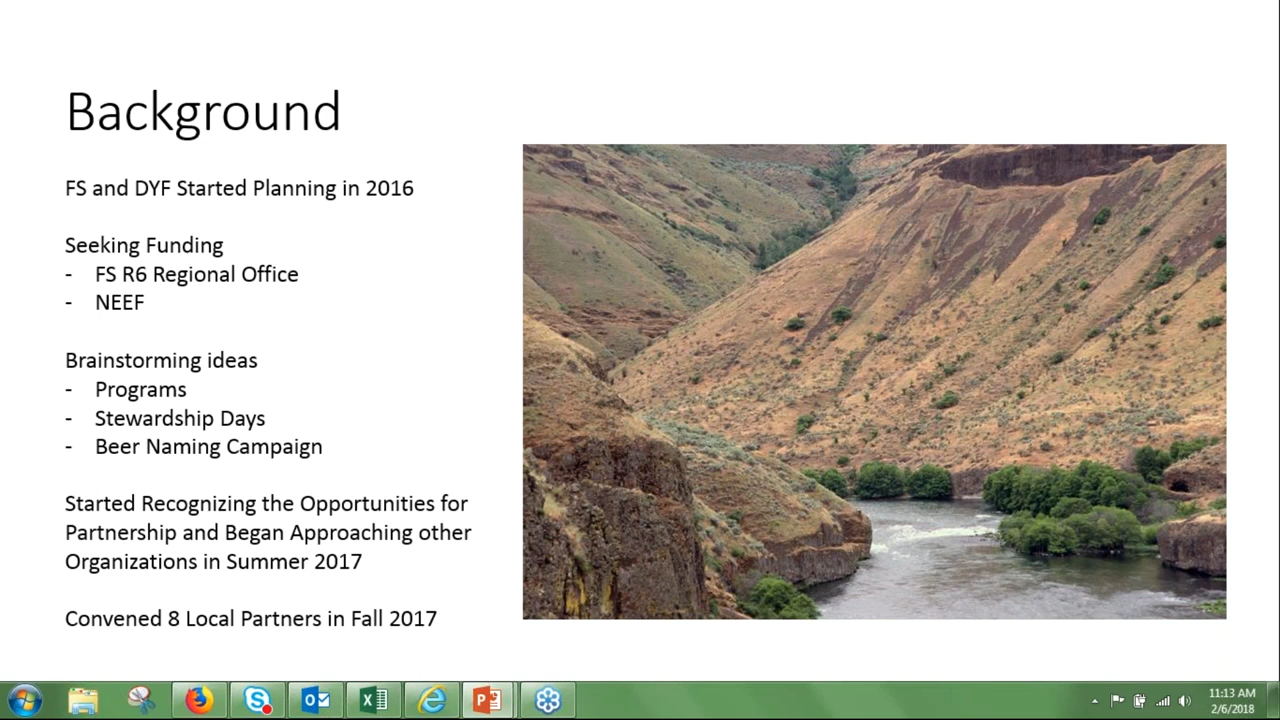 Background
FS and DYF Started Planning in 2016
Seeking Funding
- FS R6 Regional Office
- NEEF
Brainstorming ideas
- Programs
- Stewardship Days
- Beer Naming Campaign
Started Recognizing the Opportunities for
Partnership and Began Approaching other
Organizations in Summer 2017
Convened 8 Local Partners in Fall 2017
11:13 AM
2/6/2018